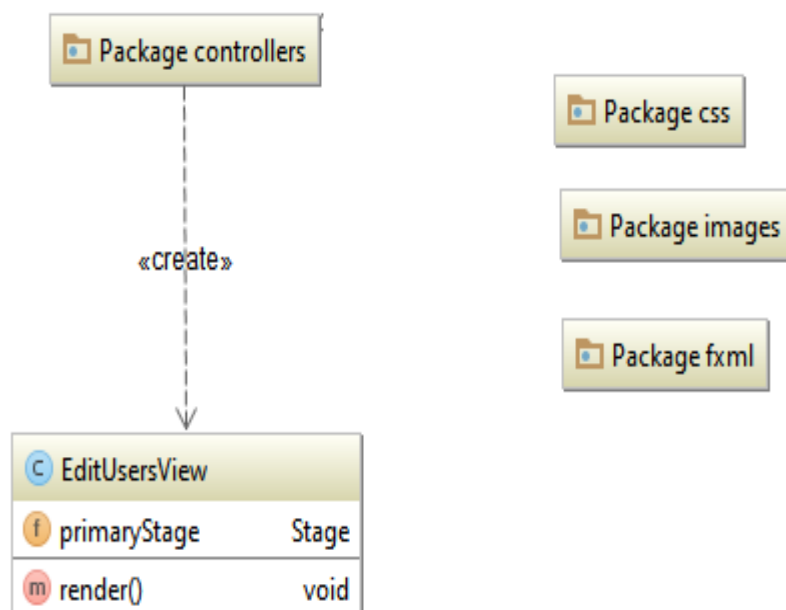 Package controllers
Package css
Package images
«create»
Package fxml
C EditUsersView
f primaryStage Stage
m render() void